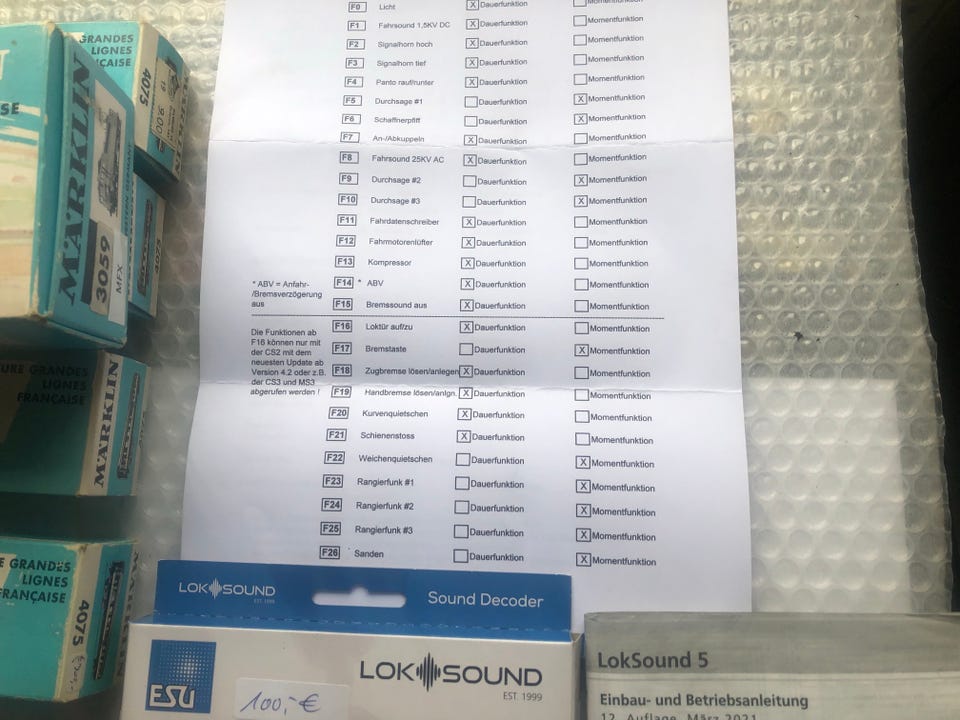 F0 Licht X Dauerfunktion Momentfunktion
F1 Fahrsound 1,5KV DC X Dauerfunktion Momentfunktion
F2 Signalhorn hoch X Dauerfunktion Momentfunktion
F3 Signalhorn tief X Dauerfunktion Momentfunktion
F4 Panto rauf/runter X Dauerfunktion Momentfunktion
F5 Durchsage #1 Dauerfunktion X Momentfunktion
F6 Schaffnerpfiff Dauerfunktion X Momentfunktion
F7 An-/Abkuppeln X Dauerfunktion Momentfunktion
F8 Fahrsound 25KV AC X Dauerfunktion Momentfunktion
F9 Durchsage #2 Dauerfunktion X Momentfunktion
F10 Durchsage #3 Dauerfunktion X Momentfunktion
F11 Fahrdatenschreiber X Dauerfunktion Momentfunktion
F12 Fahrmotorenlüfter X Dauerfunktion Momentfunktion
F13 Kompressor X Dauerfunktion Momentfunktion
F14 * ABV X Dauerfunktion Momentfunktion
F15 Bremssound aus X Dauerfunktion Momentfunktion
F16 Loktür auf/zu X Dauerfunktion Momentfunktion
F17 Bremstaste Dauerfunktion X Momentfunktion
F18 Zugbremse lösen/anlegen X Dauerfunktion Momentfunktion
F19 Handbremse lösen/anlgn. X Dauerfunktion Momentfunktion
F20 Kurvenquietschen X Dauerfunktion Momentfunktion
F21 Schienenstoss X Dauerfunktion Momentfunktion
F22 Weichenquietschen Dauerfunktion X Momentfunktion
F23 Rangierfunk #1 Dauerfunktion X Momentfunktion
F24 Rangierfunk #2 Dauerfunktion X Momentfunktion
F25 Rangierfunk #3 Dauerfunktion X Momentfunktion
F26 Sanden Dauerfunktion X Momentfunktion
* ABV = Anfahr-
/Bremsverzögerung
aus
Die Funktionen ab
F16 können nur mit
der CS2 mit dem
neuesten Update ab
Version 4.2 oder z.B.
der CS3 und MS3
abgerufen werden !
GRANDES
LIGNES
4075
MÄRKLIN
3059
MFX
4075
GRANDES
LIGNES
FRANÇAISE
MÄRKLIN
GRANDES
LIGNES
FRANÇAISE
4075
LOKSOUND
EST. 1999
Sound Decoder
ESU
LOKSOUND
EST. 1999
100,-€
LokSound 5
Einbau- und Betriebsanleitung
12. Auflage, März 2021